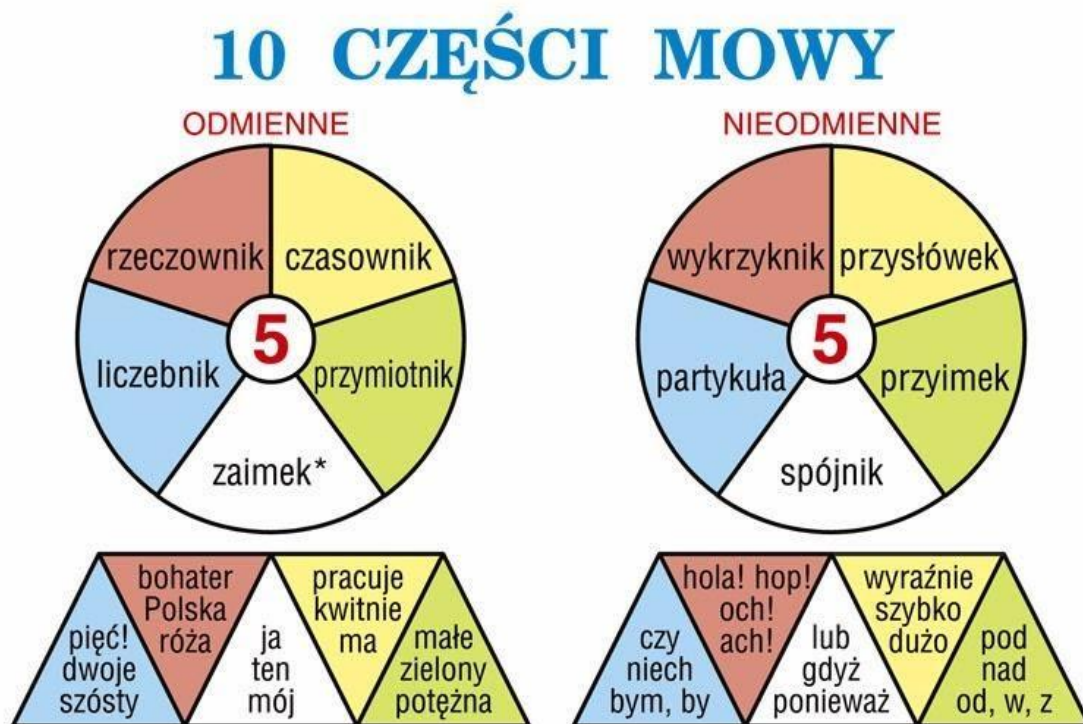 10 CZĘŚCI MOWY
ODMIENNE
rzeczownik
czasownik
liczebnik
5
przymiotnik
zaimek*
pięć!
dwoje
szósty
bohater
Polska
róża
ja
ten
mój
pracuje
kwitnie
ma
małe
zielony
potężna
NIEODMIENNE
wykrzyknik
przysłówek
partykuła
5
przyimek
spójnik
czy
niech
bym, by
hola! hop!
och!
ach!
lub
gdyż
ponieważ
wyraźnie
szybko
dużo
pod
nad
od, w, z